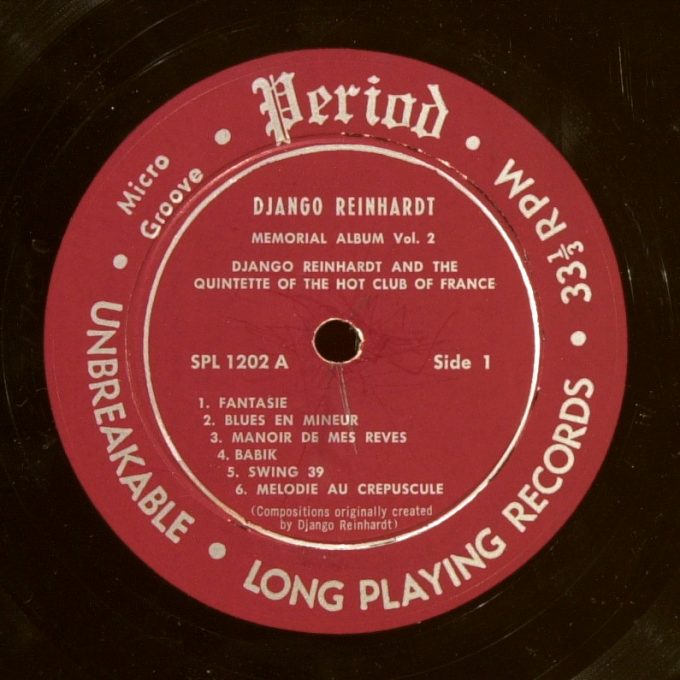 Period
Micro
Groove
33 1/3 RPM
DJANGO REINHARDT
MEMORIAL ALBUM Vol. 2
DJANGO REINHARDT AND THE
QUINTETTE OF THE HOT CLUB OF FRANCE
SPL 1202 A
Side 1
1. FANTASIE
2. BLUES EN MINEUR
3. MANOIR DE MES REVES
4. BABIK
5. SWING 39
6. MELODIE AU CREPUSCULE
(Compositions originally created
by Django Reinhardt)
UNBREAKABLE
LONG PLAYING RECORDS